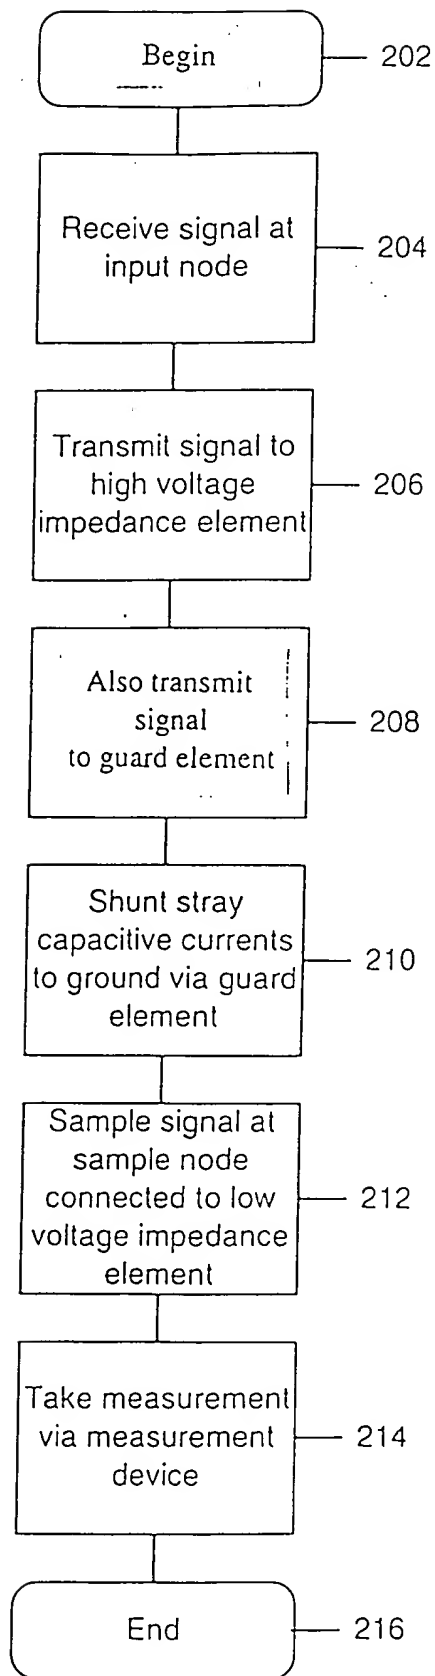 Begin
202
Receive signal at
input node
204
Transmit signal to
high voltage
impedance element
206
Also transmit
signal
to guard element
208
Shunt stray
capacitive currents
to ground via guard
element
210
Sample signal at
sample node
connected to low
voltage impedance
element
212
Take measurement
via measurement
device
214
End
216